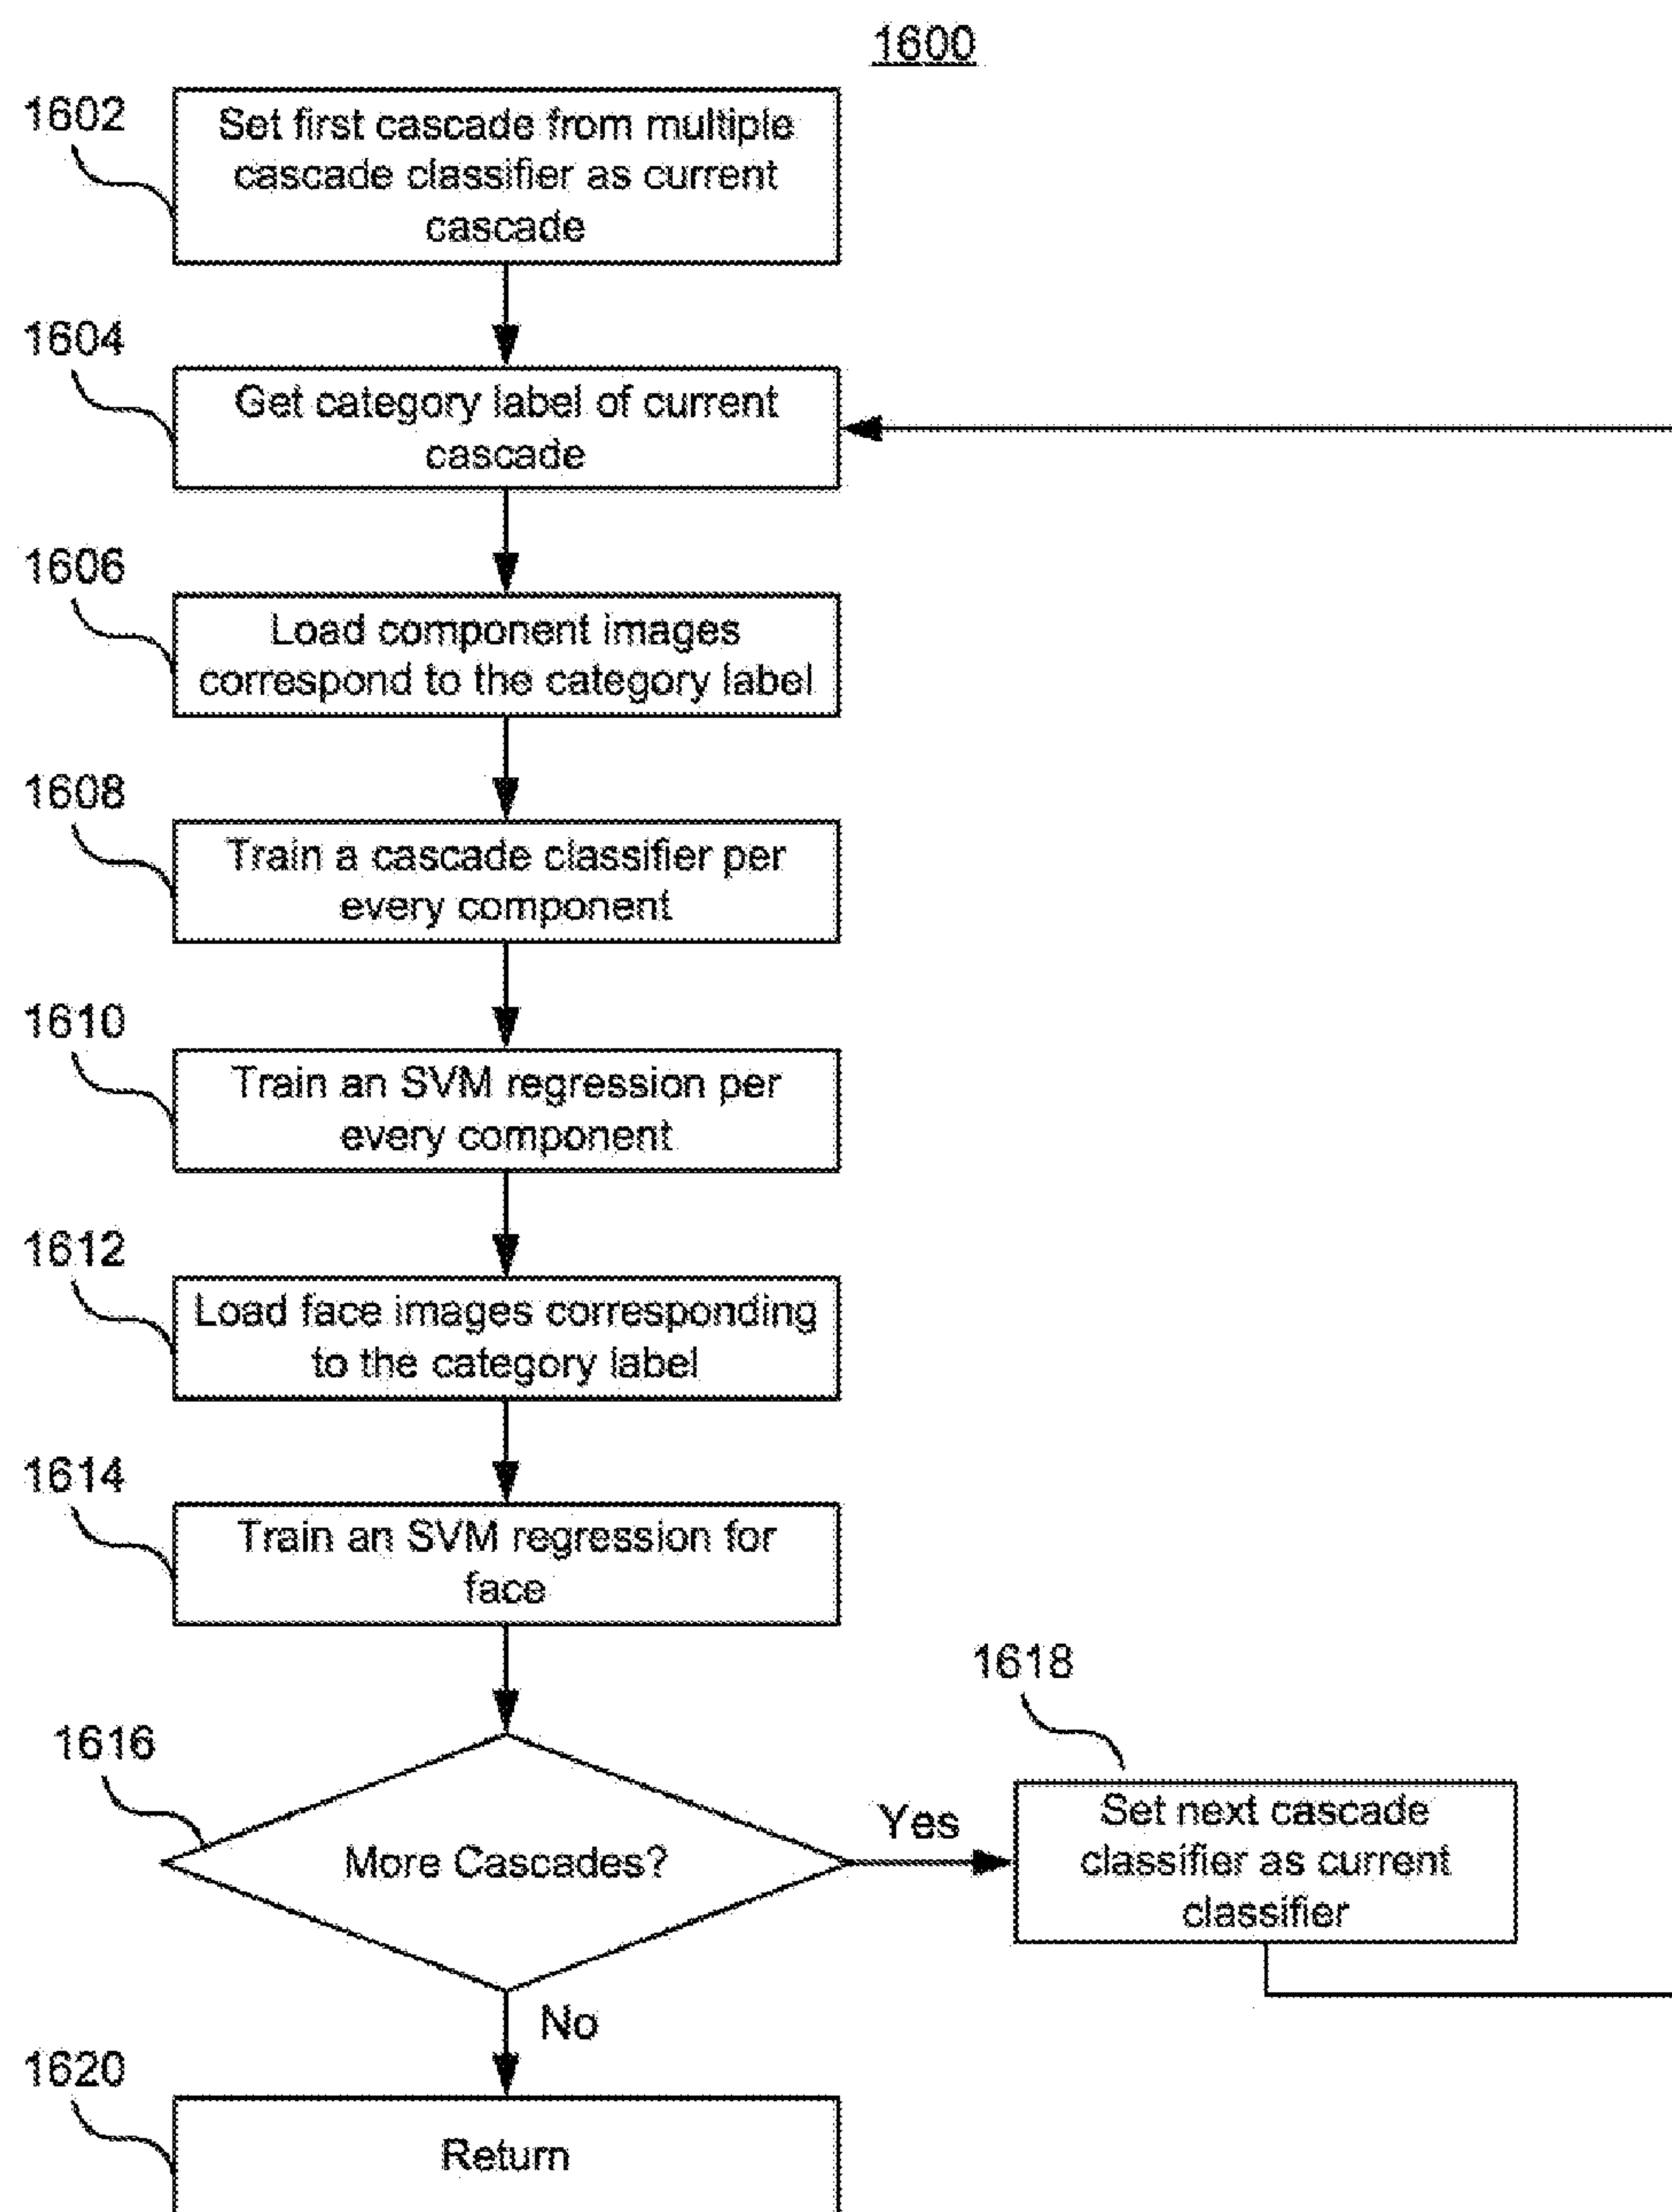 1600
1602
Set first cascade from multiple
cascade classifier as current
cascade
1604
Get category label of current
cascade
1606
Load component images
correspond to the category label
1608
Train a cascade classifier per
every component
1610
Train an SVM regression per
every component
1612
Load face images corresponding
to the category label
1614
Train an SVM regression for
face
1616
More Cascades?
Yes
1618
Set next cascade
classifier as current
classifier
No
1620
Return